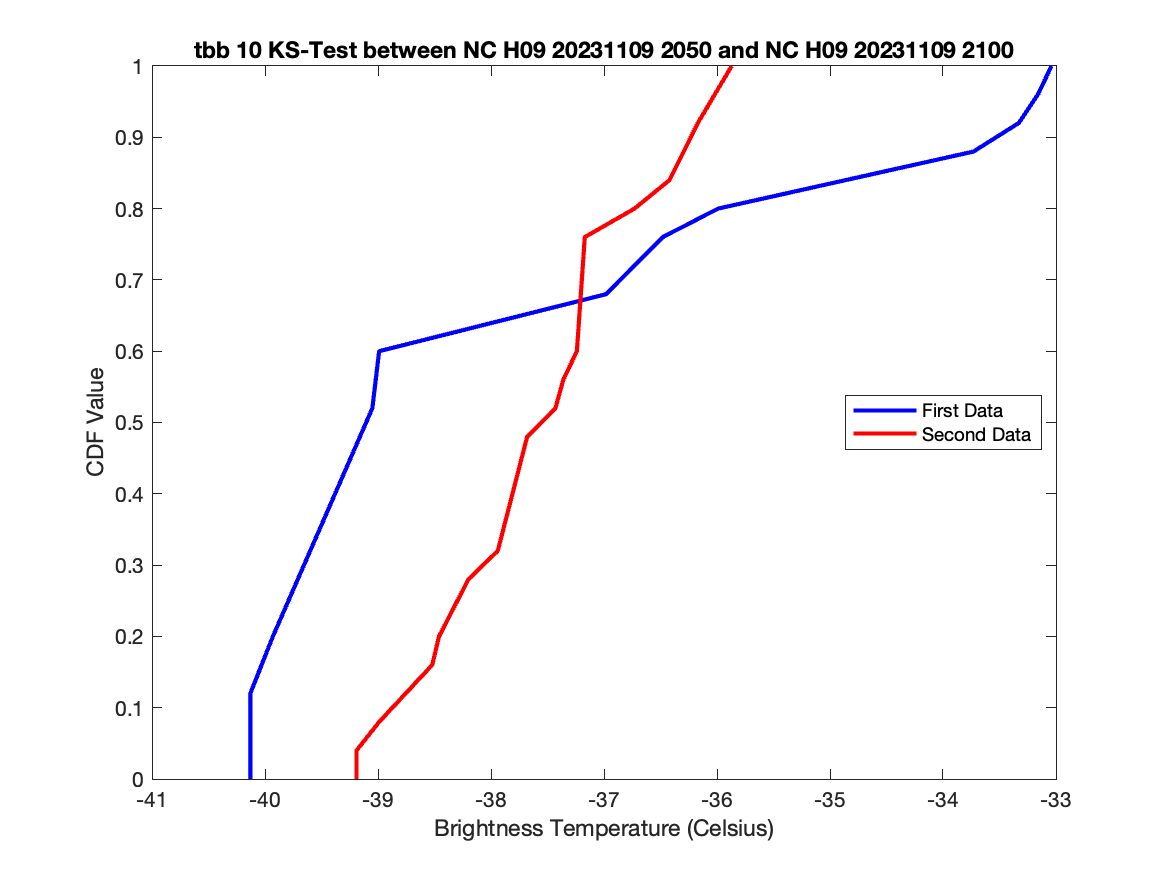 tbb 10 KS-Test between NC H09 20231109 2050 and NC H09 20231109 2100
1
0.9
0.8
0.7
0.6
0.5
0.4
0.3
0.2
0.1
0
CDF Value
First Data
Second Data
-41 -40 -39 -38 -37 -36 -35 -34 -33
Brightness Temperature (Celsius)